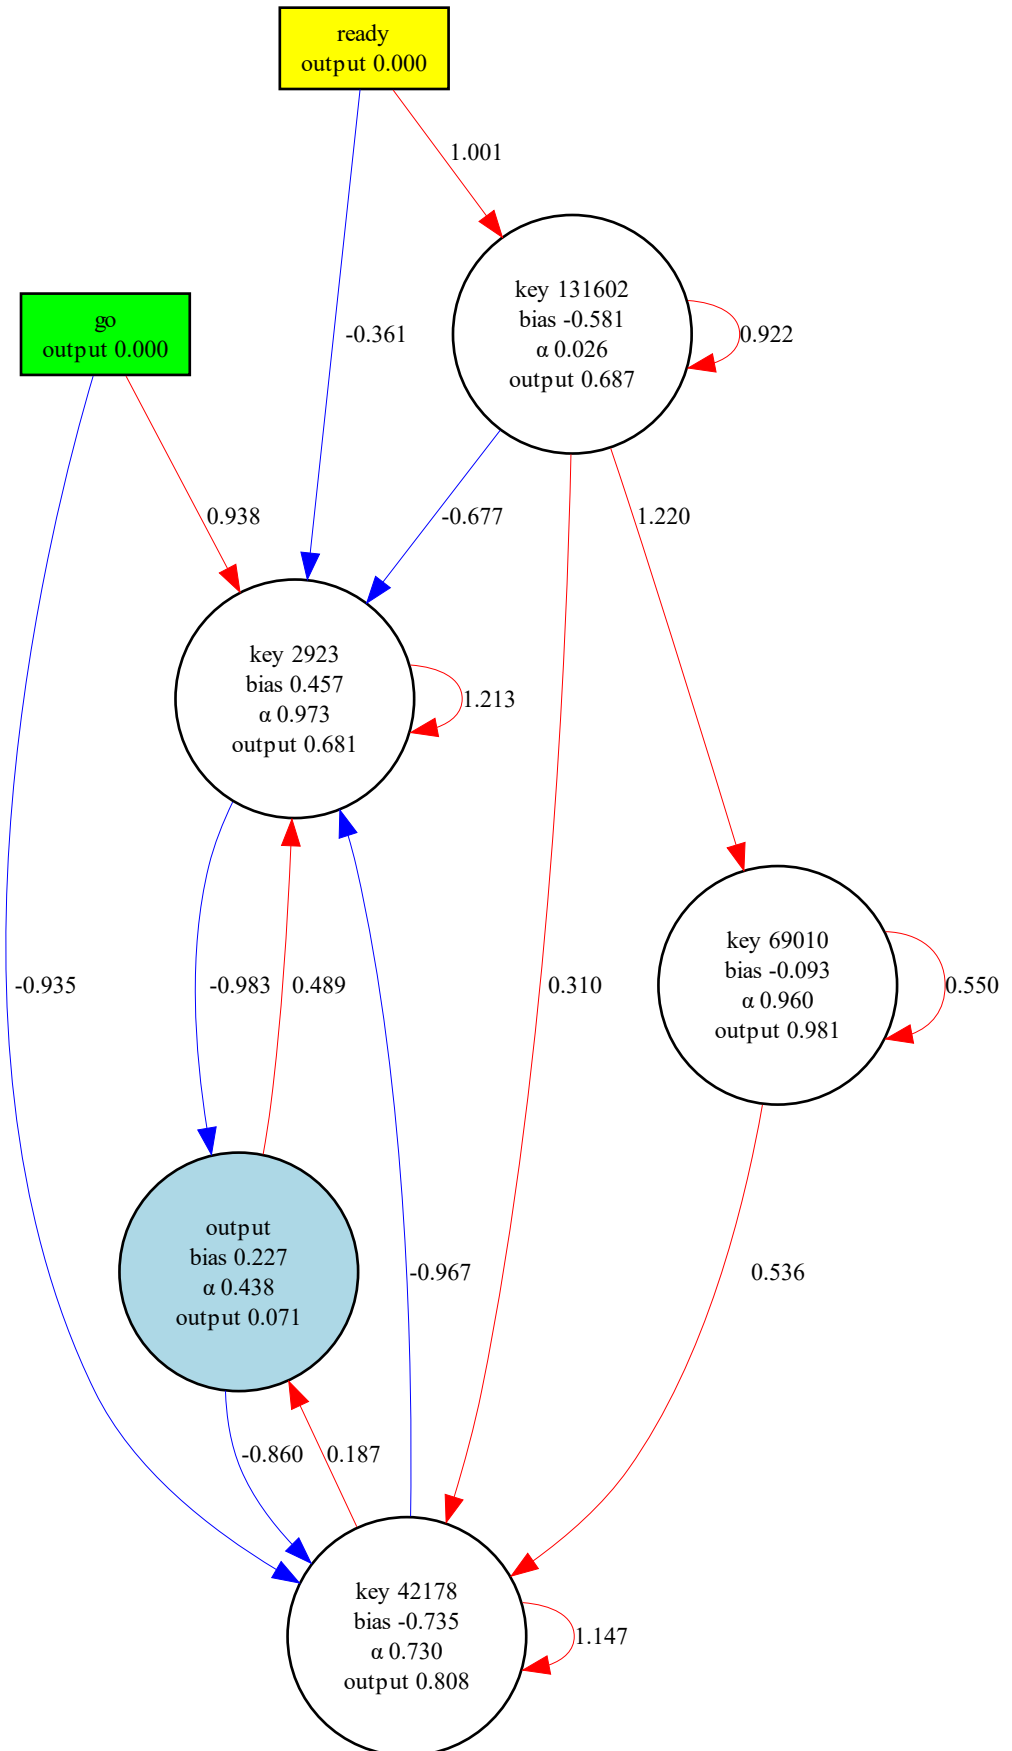 ready
output 0.000
1.001
key 131602
bias -0.581
α 0.026
output 0.687
0.922
-0.361
go
output 0.000
0.938
-0.677
1.220
key 2923
bias 0.457
α 0.973
output 0.681
1.213
key 69010
bias -0.093
α 0.960
output 0.981
0.550
-0.935
-0.983
0.489
0.310
output
bias 0.227
α 0.438
output 0.071
-0.967
0.536
-0.860
0.187
key 42178
bias -0.735
α 0.730
output 0.808
1.147